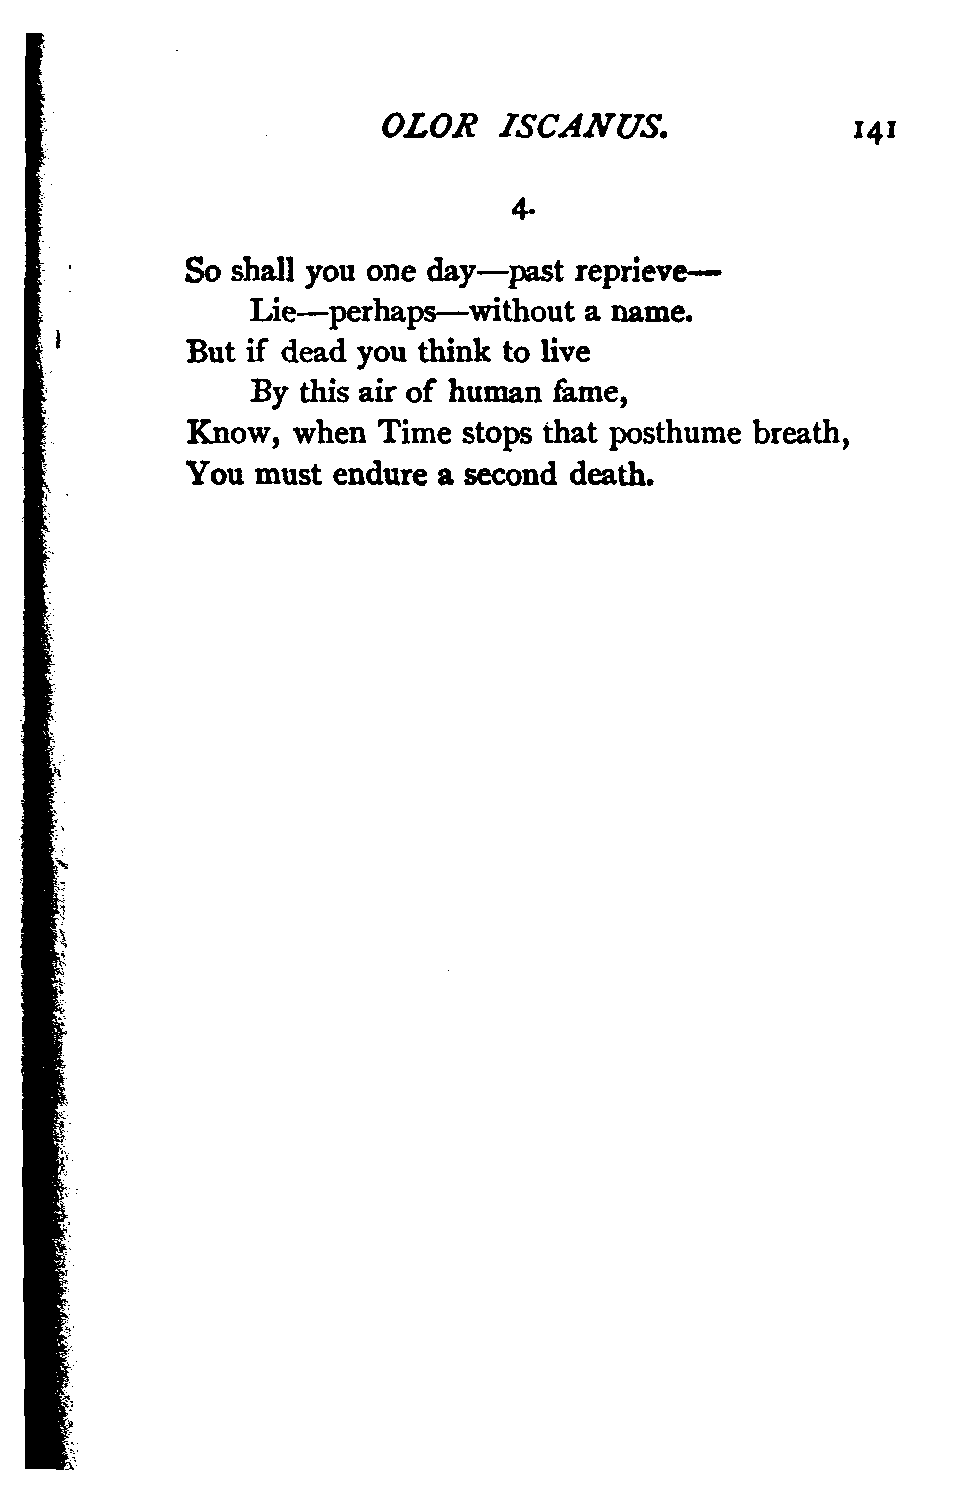 OLOR ISCANUS. 141
4.
So shall you one day—past reprieve—
Lie—perhaps—without a name.
But if dead you think to live
By this air of human fame,
Know, when Time stops that posthume breath,
You must endure a second death.